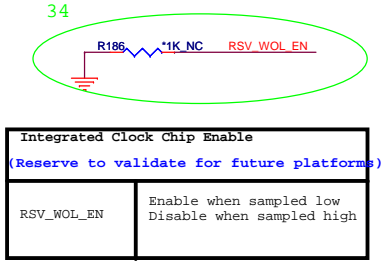 34
R186 *1K_NC RSV_WOL_EN
Integrated Clock Chip Enable
(Reserve to validate for future platforms)
RSV_WOL_EN
Enable when sampled low
Disable when sampled high